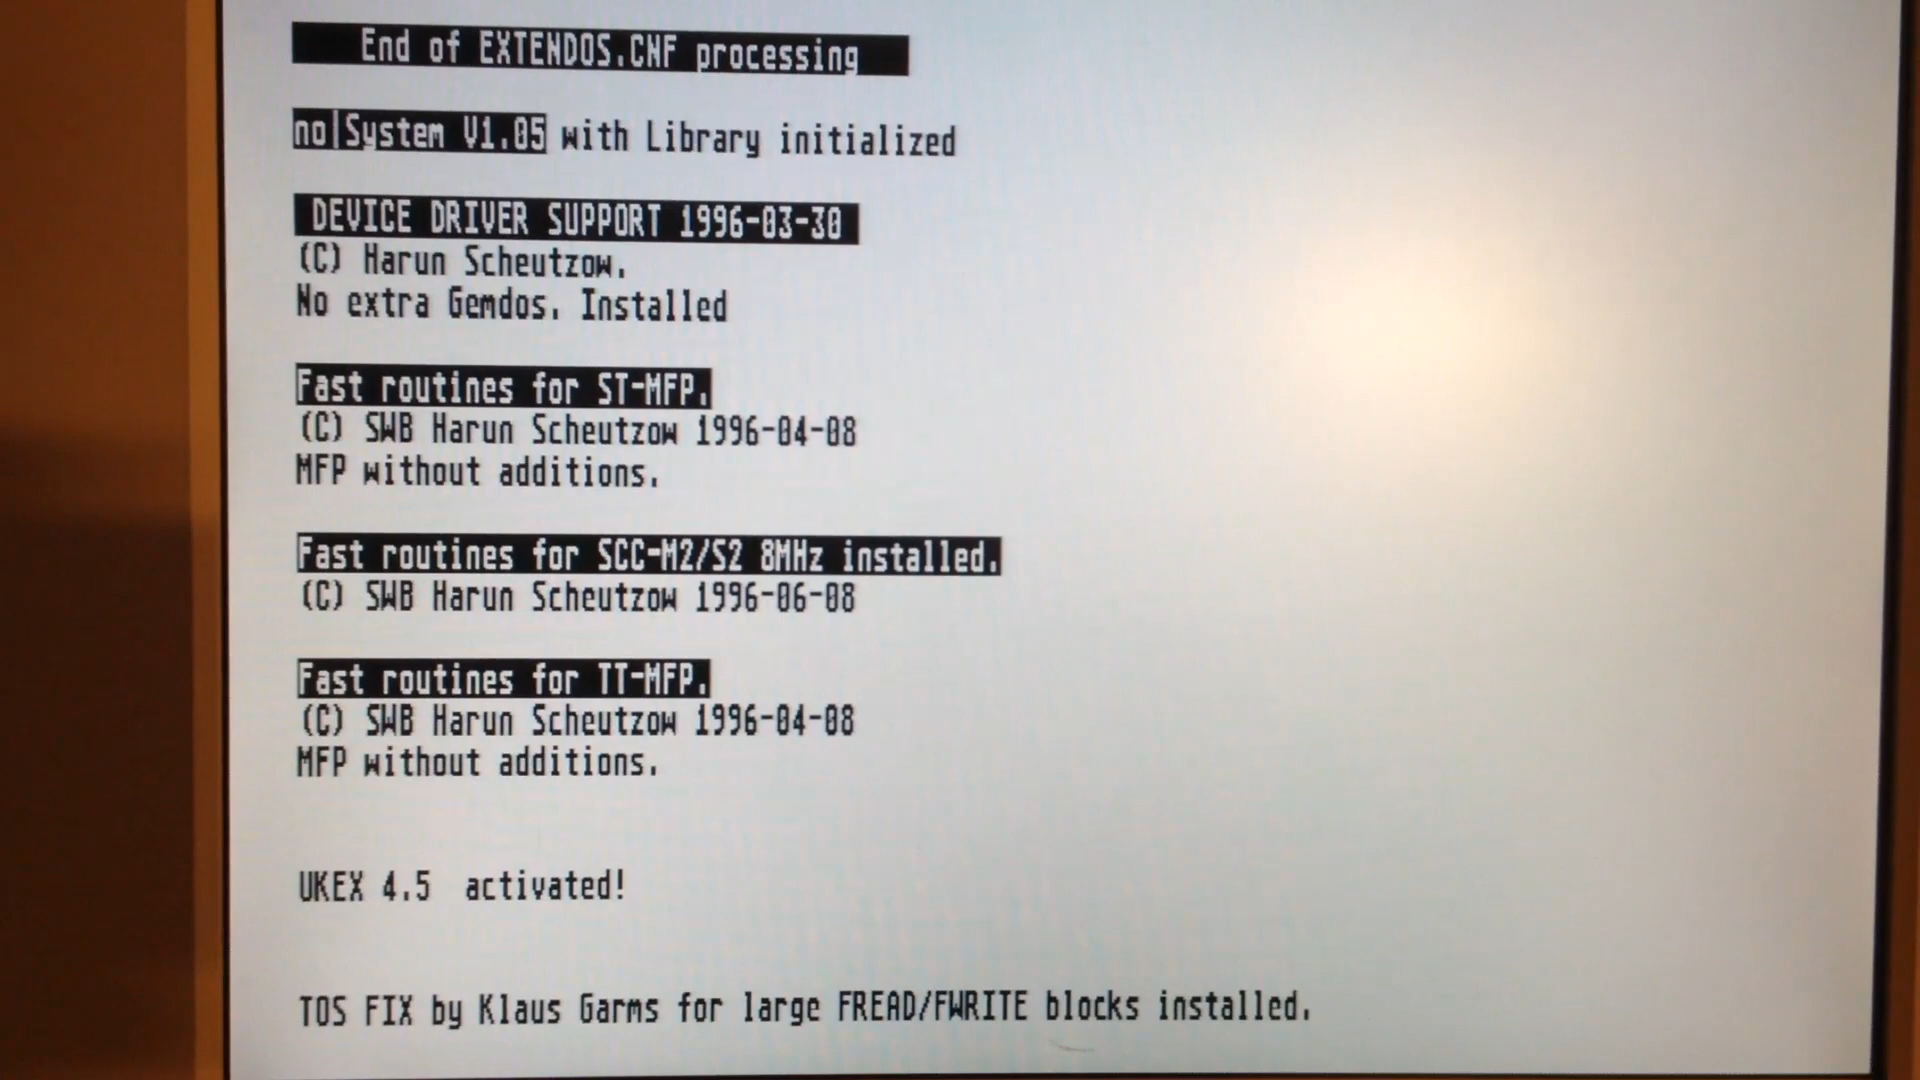 End of EXTENDOS.CNF processing
no|System V1.05 with Library initialized
DEVICE DRIVER SUPPORT 1996-03-30
(C) Harun Scheutzow.
No extra Gemdos. Installed
Fast routines for ST-MFP.
(C) SWB Harun Scheutzow 1996-04-08
MFP without additions.
Fast routines for SCC-M2/S2 8MHz installed.
(C) SWB Harun Scheutzow 1996-06-08
Fast routines for TT-MFP.
(C) SWB Harun Scheutzow 1996-04-08
MFP without additions.
UKEX 4.5 activated!
TOS FIX by Klaus Garms for large FREAD/FWRITE blocks installed.